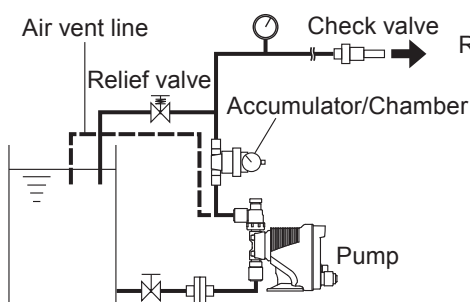 Air vent line
Check valve
R
Relief valve
Accumulator/Chamber
Pump